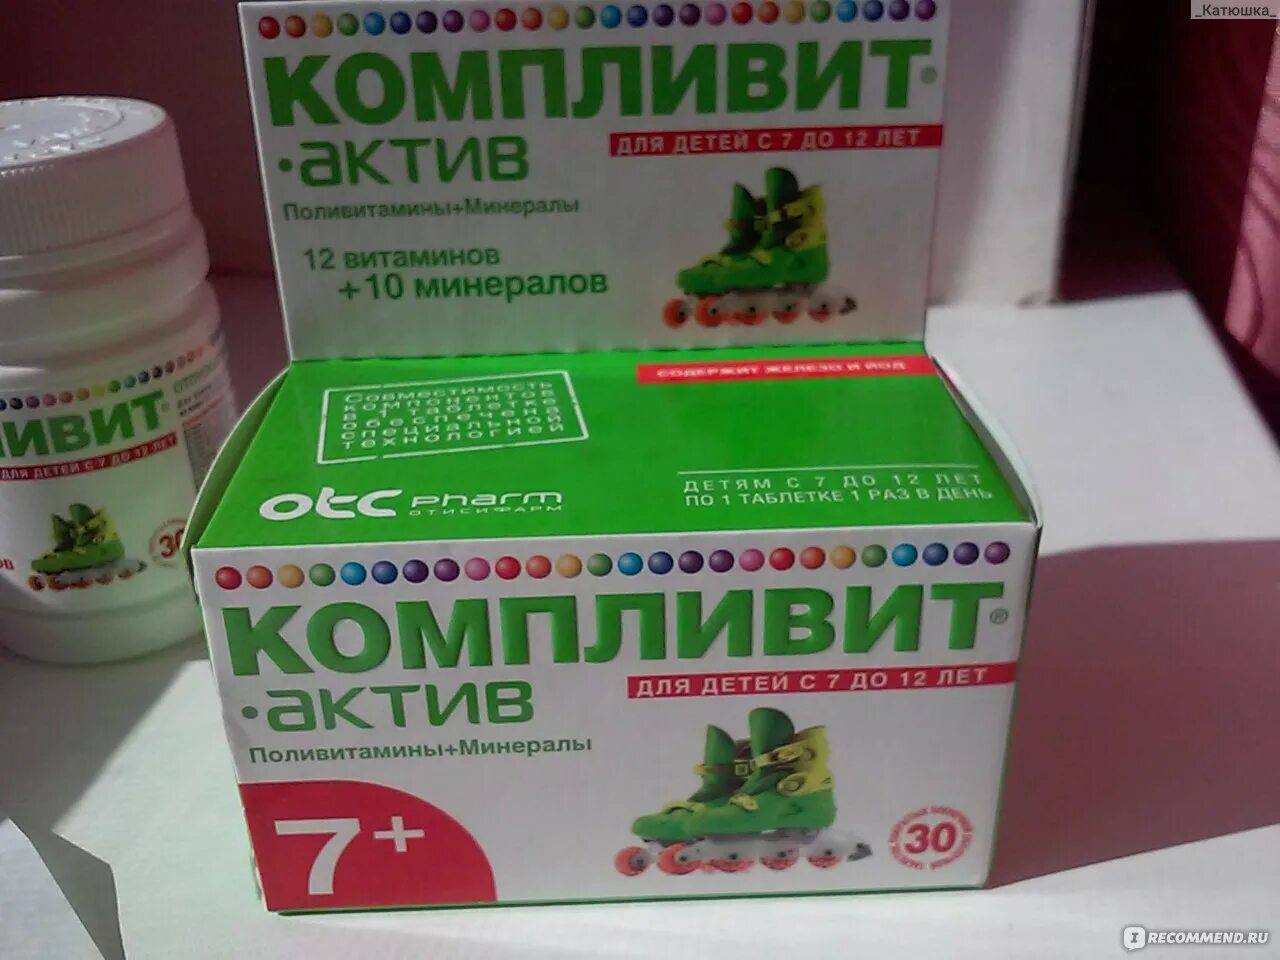 _Катюшка_
КОМПЛИВИТ®
ДЛЯ ДЕТЕЙ С 7 ДО 12 ЛЕТ
·АКТИВ
Поливитамины+Минералы
12 витаминов
+10 минералов
СОДЕРЖИТ ЖЕЛЕЗО И ЙОД
Совместимость
компонентов
в 1 таблетке
обеспечена
специальной
технологией
отс Pharm
ОТИСИФАРМ
ДЕТЯМ С 7 ДО 12 ЛЕТ
ПО 1 ТАБЛЕТКЕ 1 РАЗ В ДЕНЬ
КОМПЛИВИТ®
·АКТИВ
ДЛЯ ДЕТЕЙ С 7 ДО 12 ЛЕТ
Поливитамины+Минералы
7+
30
ЛИВИТ
ДЛЯ ДЕТЕЙ С 7 ДО 12 ЛЕТ
30
ОВ
IRECOMMEND.RU